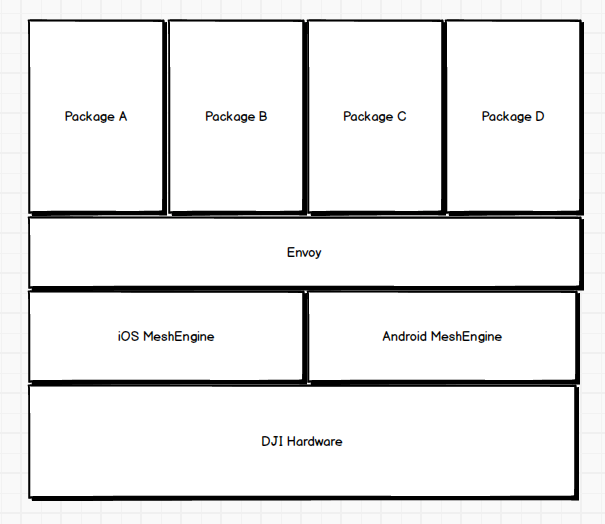 Package A
Package B
Package C
Package D
Envoy
iOS MeshEngine
Android MeshEngine
DJI Hardware